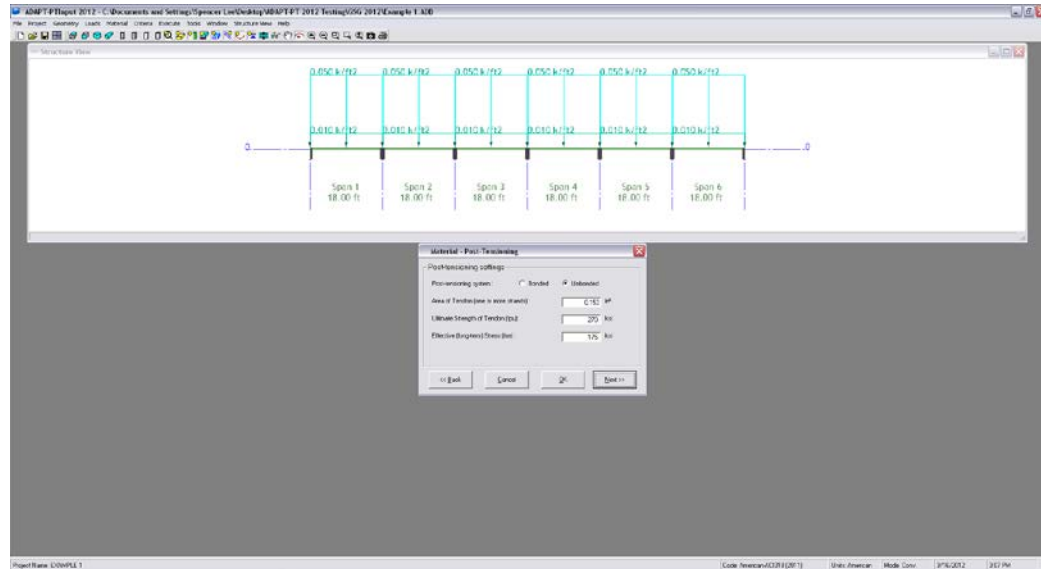 ADAPT-PTInput 2012 - C:\Documents and Settings\Spencer Lee\Desktop\ADAPT-PT 2012 Testing\GSG 2012\Example 1.ADB
File Project Geometry Loads Material Criteria Execute Tools Window Structure View Help
Structure View
0.050 k/ft2 0.050 k/ft2 0.050 k/ft2 0.050 k/ft2 0.050 k/ft2 0.050 k/ft2
0.010 k/ft2 0.010 k/ft2 0.010 k/ft2 0.010 k/ft2 0.010 k/ft2 0.010 k/ft2
0 0
Span 1 Span 2 Span 3 Span 4 Span 5 Span 6
18.00 ft 18.00 ft 18.00 ft 18.00 ft 18.00 ft 18.00 ft
Material - Post-Tensioning
Post-tensioning settings
Post-tensioning system: Bonded Unbonded
Area of Tendon (one or more strands): 0.153 in²
Ultimate Strength of Tendon (fpu): 270 ksi
Effective (long-term) Stress (fse): 175 ksi
<< Back Cancel OK Next >>
Project Name: EXAMPLE 1 Code: American-ACI318 (2011) Units: American Mode: Conv 3/16/2012 3:07 PM